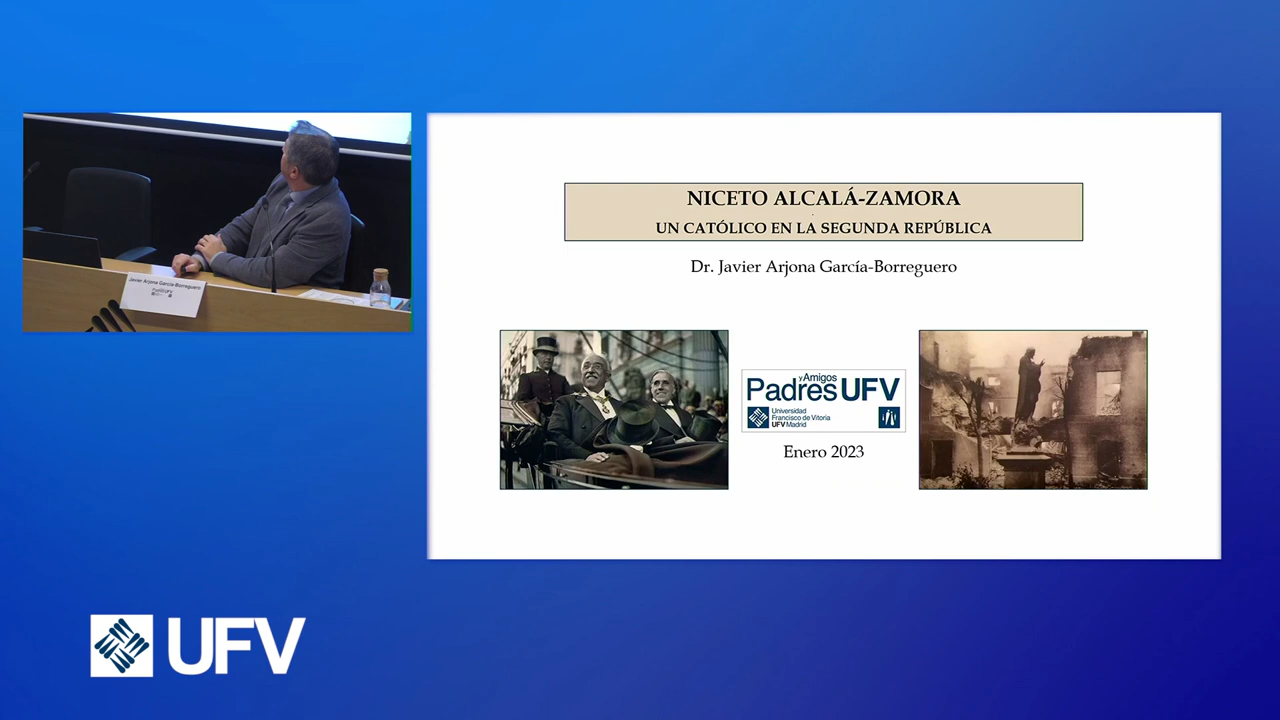 Javier Arjona García-Borreguero
NICETO ALCALÁ-ZAMORA
UN CATÓLICO EN LA SEGUNDA REPÚBLICA
Dr. Javier Arjona García-Borreguero
y Amigos
Padres UFV
Universidad
Francisco de Vitoria
UFV Madrid
Enero 2023
UFV